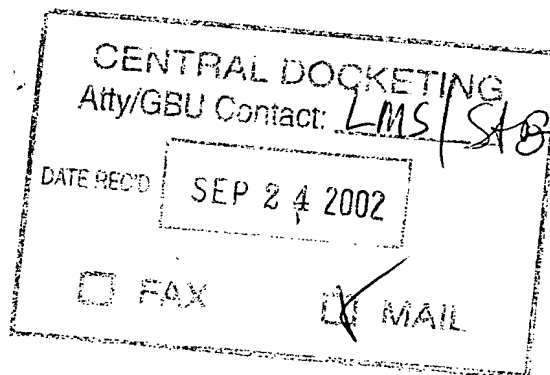 CENTRAL DOCKETING
Atty/GBU Contact: LMS/
DATE REC'D SEP 24 2002
FAX MAIL